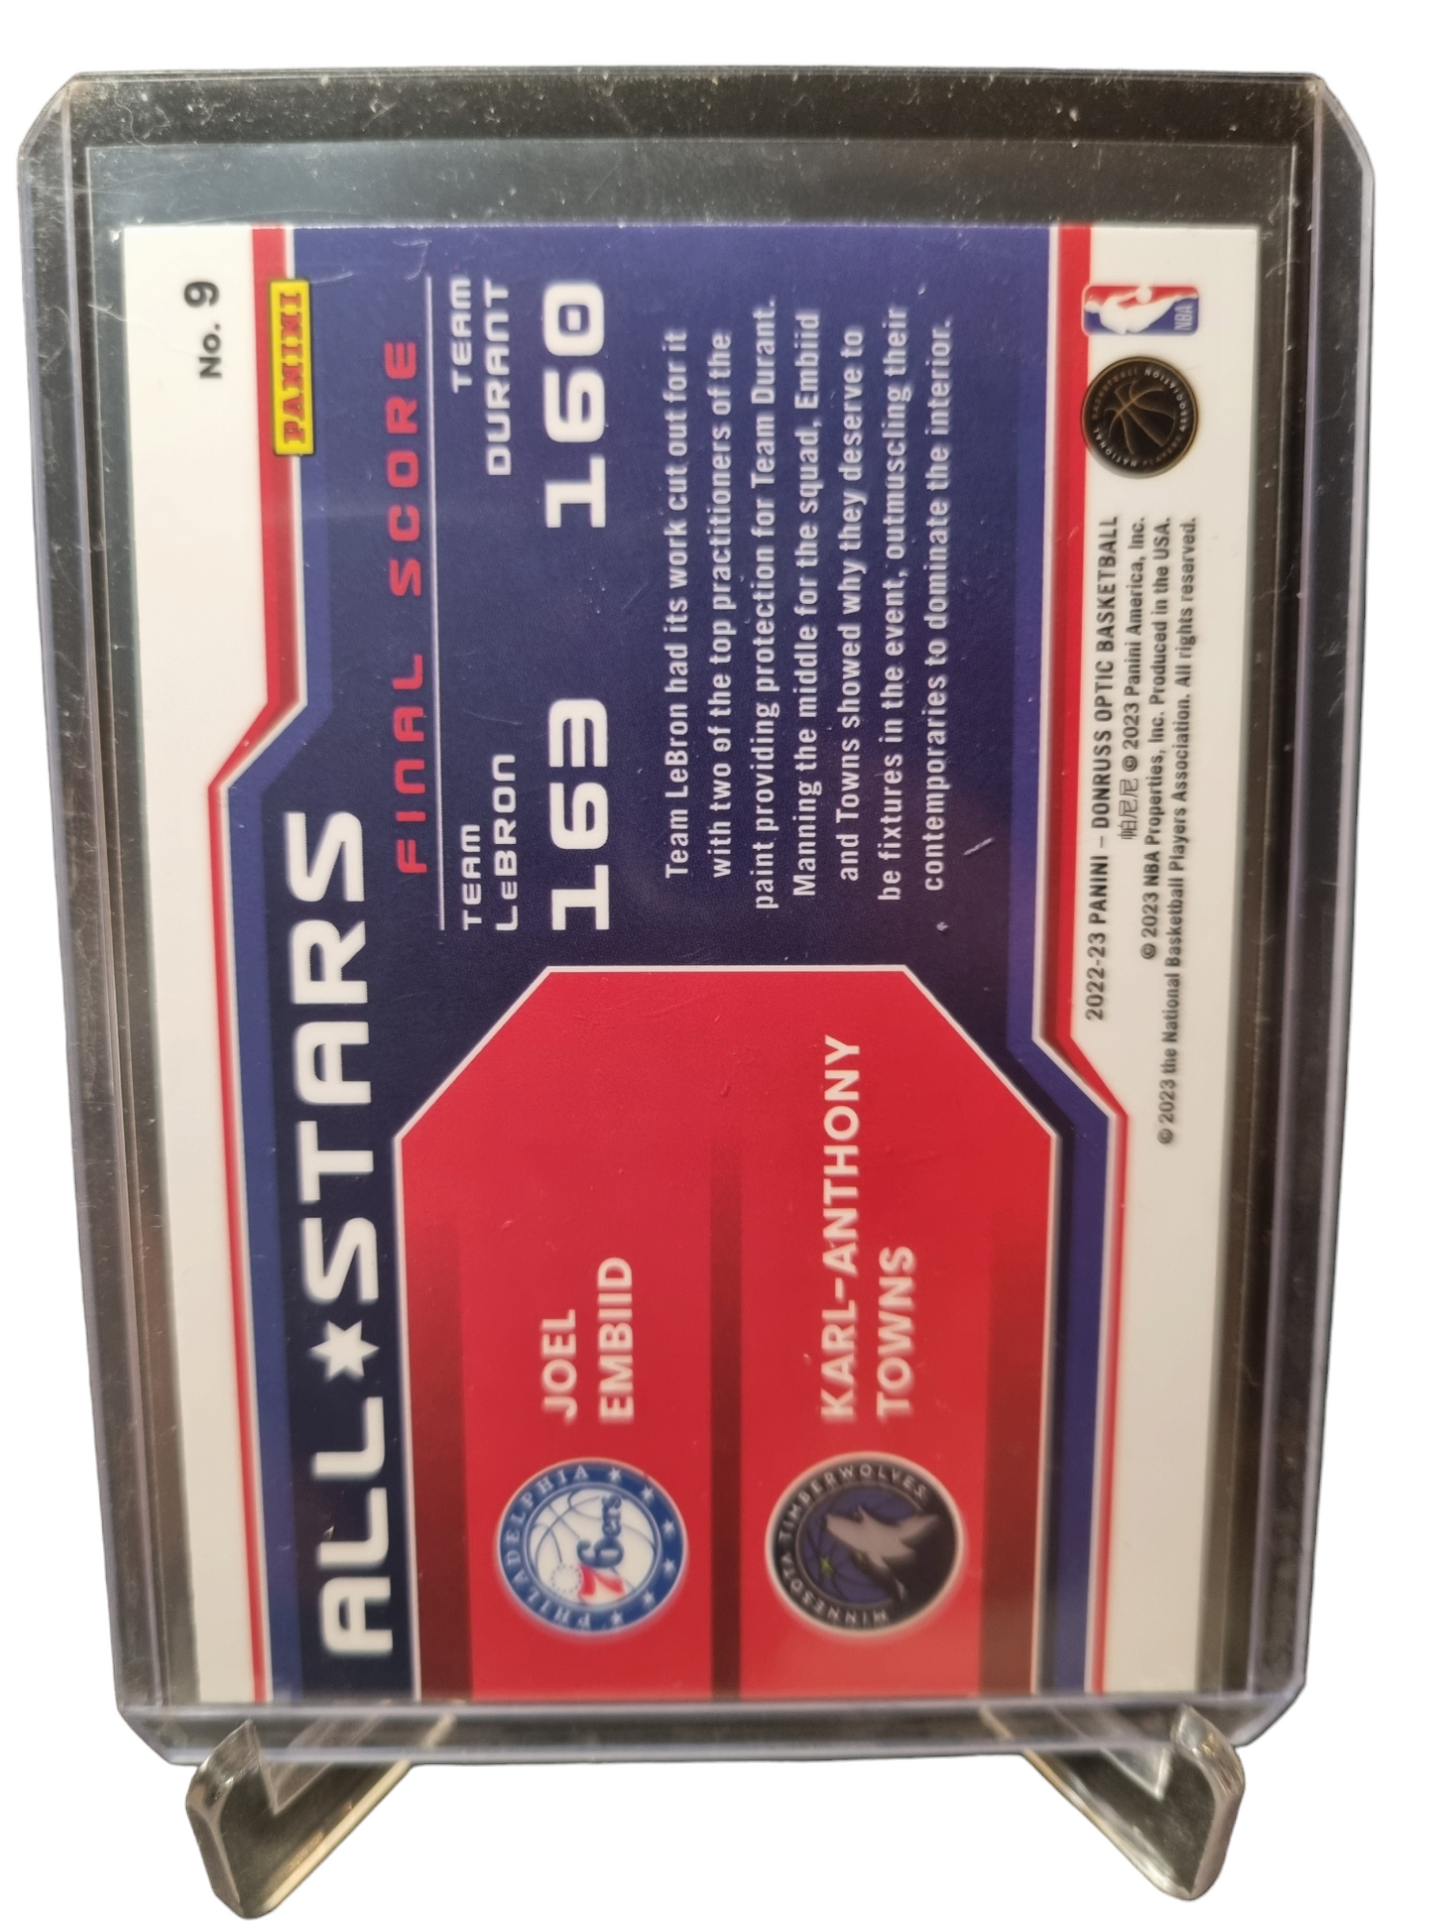 No. 9
PANINI
ALL★STARS
FINAL SCORE
TEAM
LeBRON
163
TEAM
DURANT
160
Team LeBron had its work cut out for it
with two of the top practitioners of the
paint providing protection for Team Durant.
Manning the middle for the squad, Embiid
and Towns showed why they deserve to
be fixtures in the event, outmuscling their
contemporaries to dominate the interior.
JOEL
EMBIID
PHILADELPHIA
76ers
KARL-ANTHONY
TOWNS
MINNESOTA TIMBERWOLVES
2022-23 PANINI – DONRUSS OPTIC BASKETBALL
帕尼尼 © 2023 Panini America, Inc.
© 2023 NBA Properties, Inc. Produced in the USA.
© 2023 the National Basketball Players Association. All rights reserved.
NATIONAL BASKETBALL PLAYERS ASSOCIATION
NBA